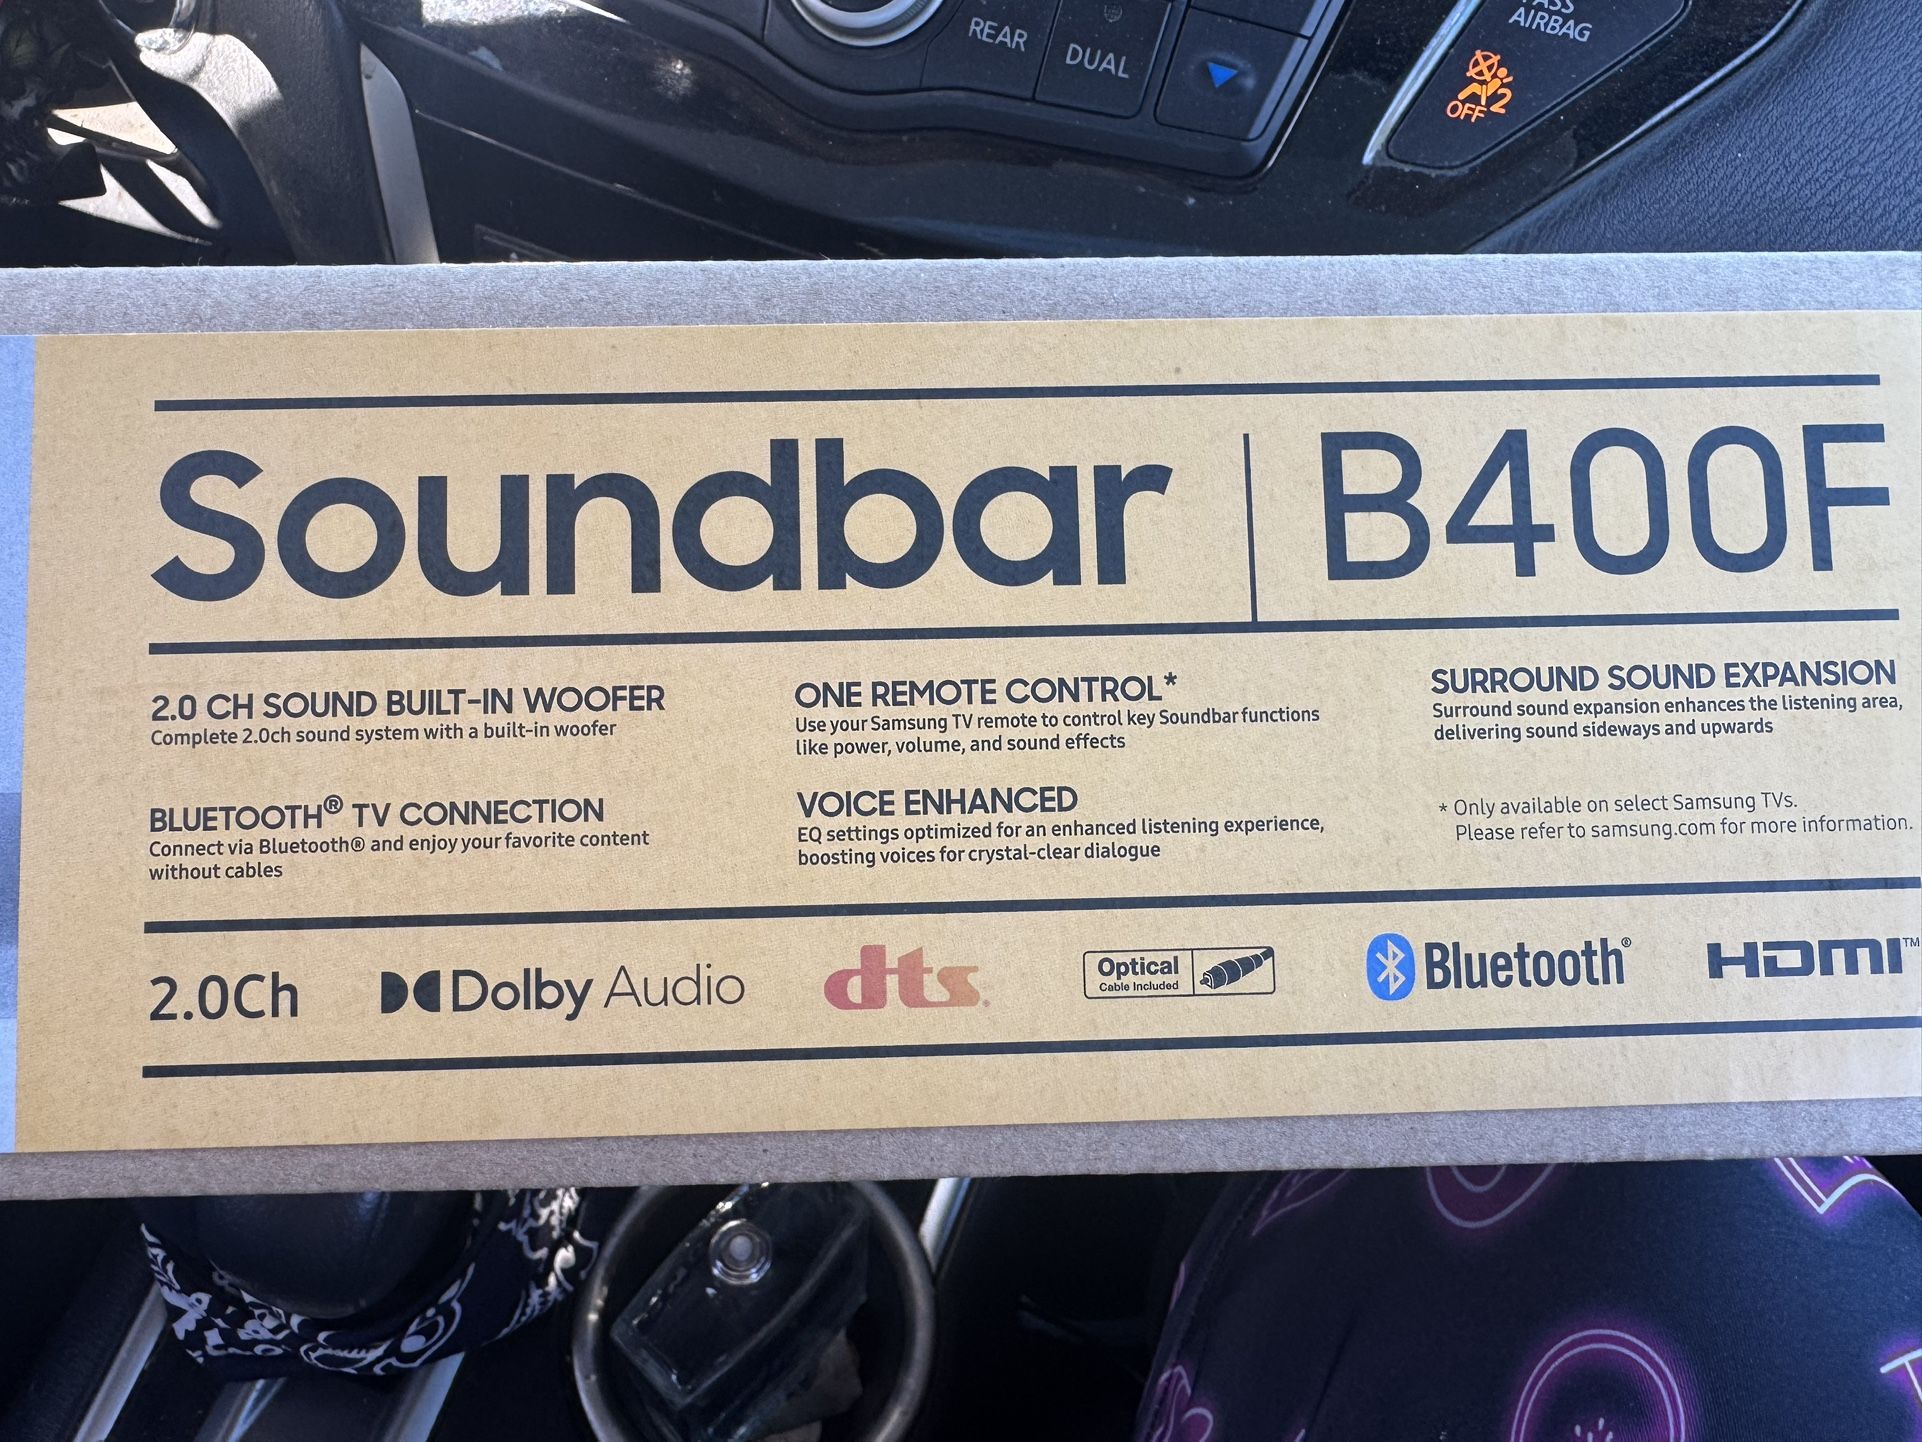 REAR
DUAL
PASS
AIRBAG
OFF 2
Soundbar | B400F
2.0 CH SOUND BUILT-IN WOOFER
Complete 2.0ch sound system with a built-in woofer
BLUETOOTH® TV CONNECTION
Connect via Bluetooth® and enjoy your favorite content
without cables
ONE REMOTE CONTROL*
Use your Samsung TV remote to control key Soundbar functions
like power, volume, and sound effects
VOICE ENHANCED
EQ settings optimized for an enhanced listening experience,
boosting voices for crystal-clear dialogue
SURROUND SOUND EXPANSION
Surround sound expansion enhances the listening area,
delivering sound sideways and upwards
* Only available on select Samsung TVs.
Please refer to samsung.com for more information.
2.0Ch
Dolby Audio
dts
Optical
Cable Included
Bluetooth®
HDMI™